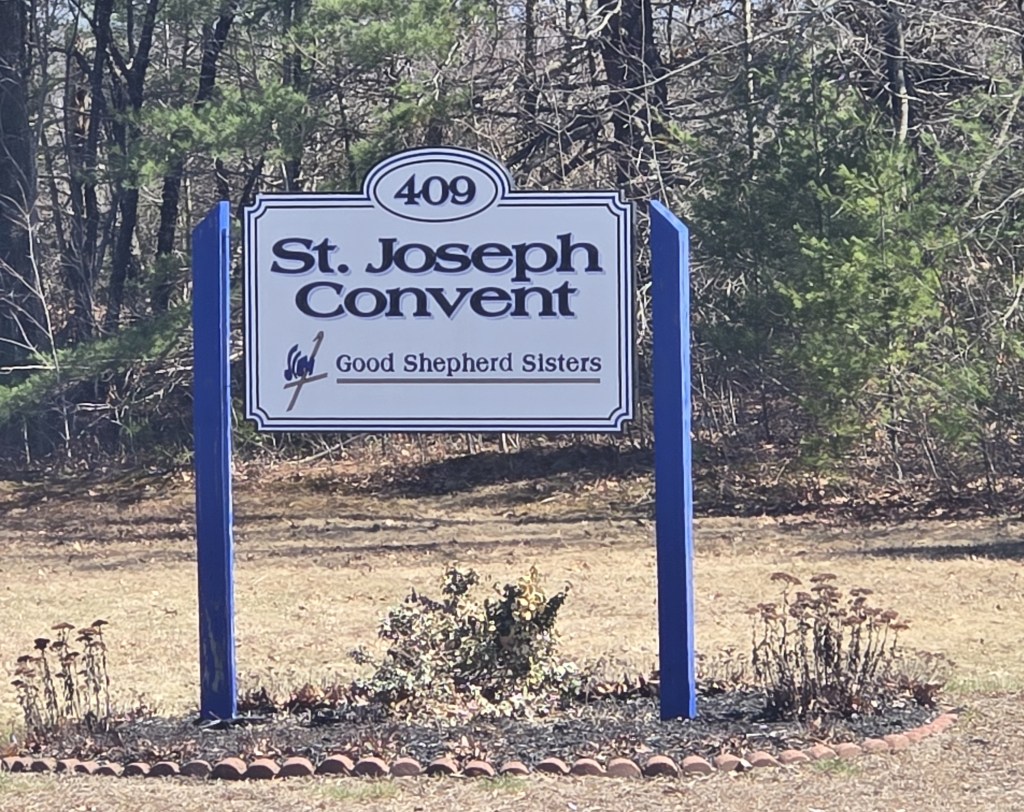 409
St. Joseph
Convent
Good Shepherd Sisters